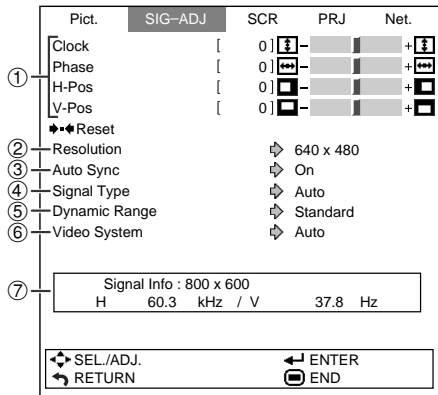 Pict. SIG–ADJ SCR PRJ Net.
① Clock [ 0 ] – +
Phase [ 0 ] – +
H-Pos [ 0 ] – +
V-Pos [ 0 ] – +
Reset
② Resolution 640 x 480
③ Auto Sync On
④ Signal Type Auto
⑤ Dynamic Range Standard
⑥ Video System Auto
⑦ Signal Info : 800 x 600
H 60.3 kHz / V 37.8 Hz
SEL./ADJ. ENTER
RETURN END